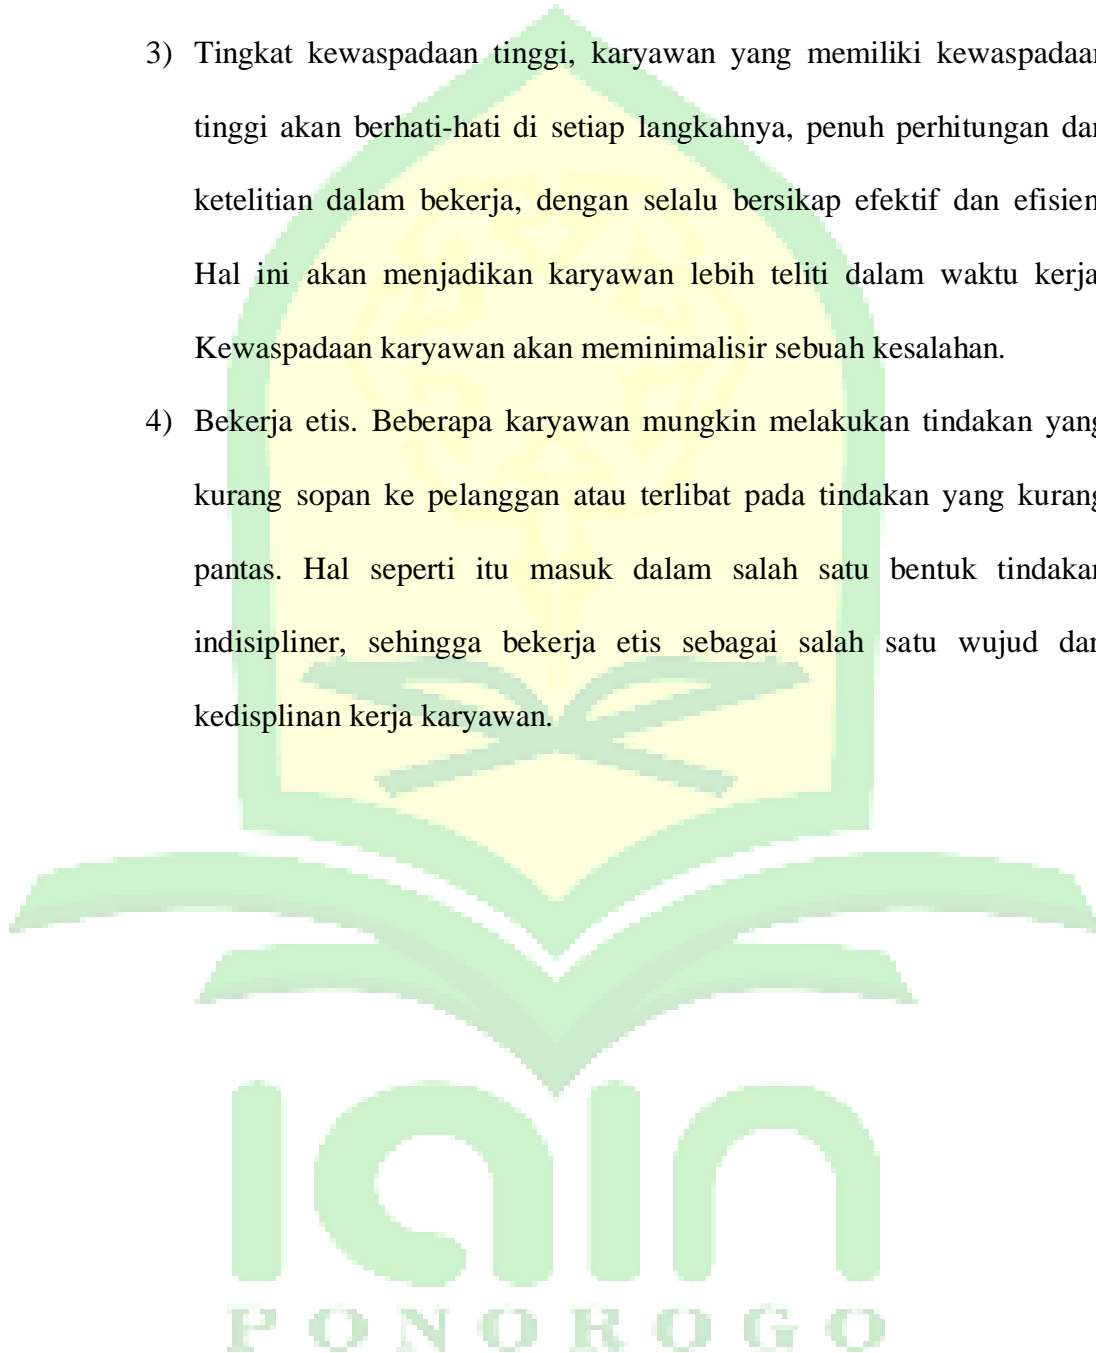 3) Tingkat kewaspadaan tinggi, karyawan yang memiliki kewaspadaan
tinggi akan berhati-hati di setiap langkahnya, penuh perhitungan dan
ketelitian dalam bekerja, dengan selalu bersikap efektif dan efisien
Hal ini akan menjadikan karyawan lebih teliti dalam waktu kerja
Kewaspadaan karyawan akan meminimalisir sebuah kesalahan.
4) Bekerja etis. Beberapa karyawan mungkin melakukan tindakan yang
kurang sopan ke pelanggan atau terlibat pada tindakan yang kurang
pantas. Hal seperti itu masuk dalam salah satu bentuk tindakan
indisipliner, sehingga bekerja etis sebagai salah satu wujud dar
kedisplinan kerja karyawan.
iain
PONOROGO